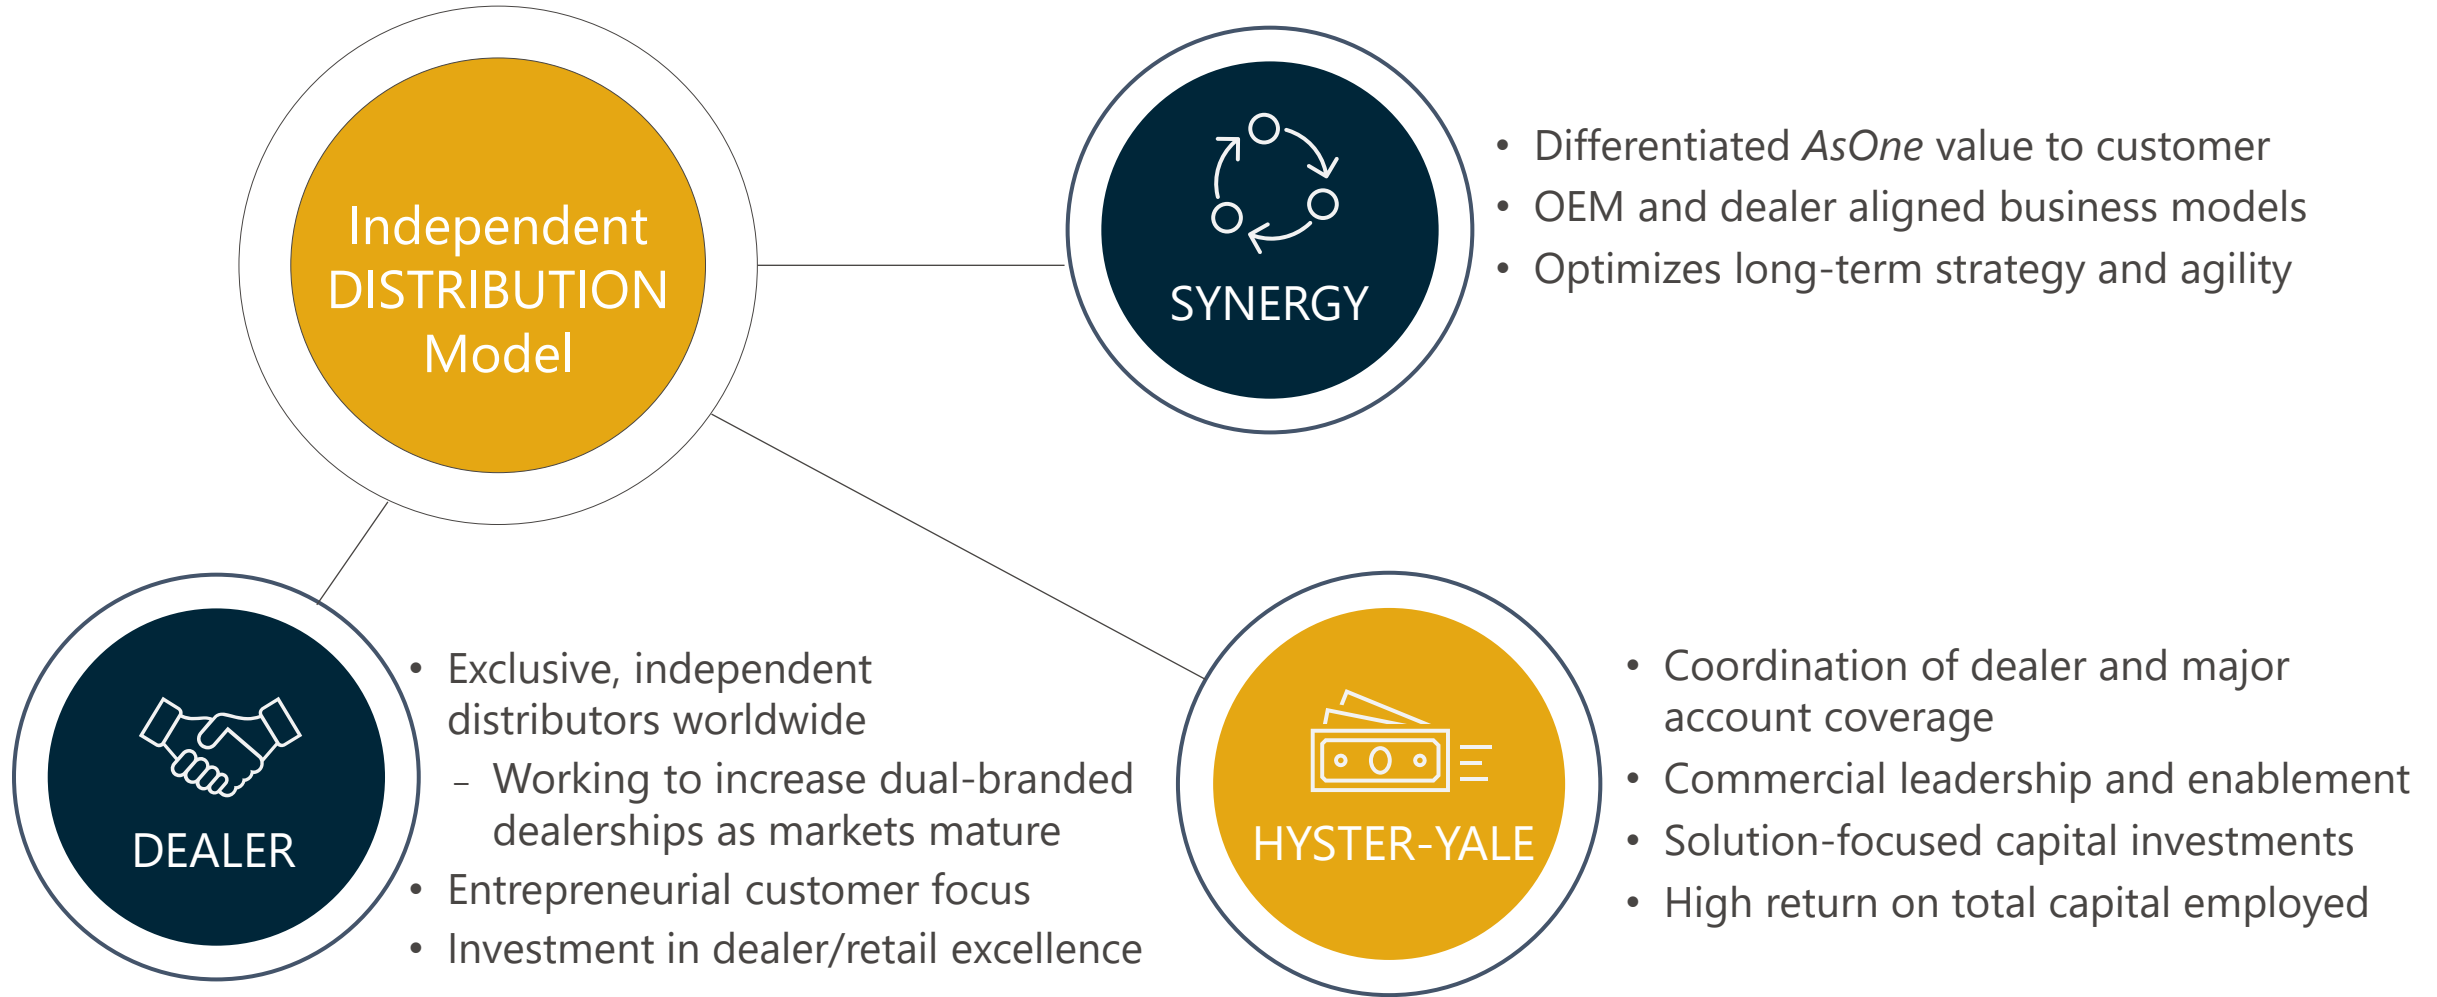 Independent
DISTRIBUTION
Model
SYNERGY
• Differentiated AsOne value to customer
• OEM and dealer aligned business models
• Optimizes long-term strategy and agility
DEALER
• Exclusive, independent
distributors worldwide
– Working to increase dual-branded
dealerships as markets mature
• Entrepreneurial customer focus
• Investment in dealer/retail excellence
HYSTER-YALE
• Coordination of dealer and major
account coverage
• Commercial leadership and enablement
• Solution-focused capital investments
• High return on total capital employed